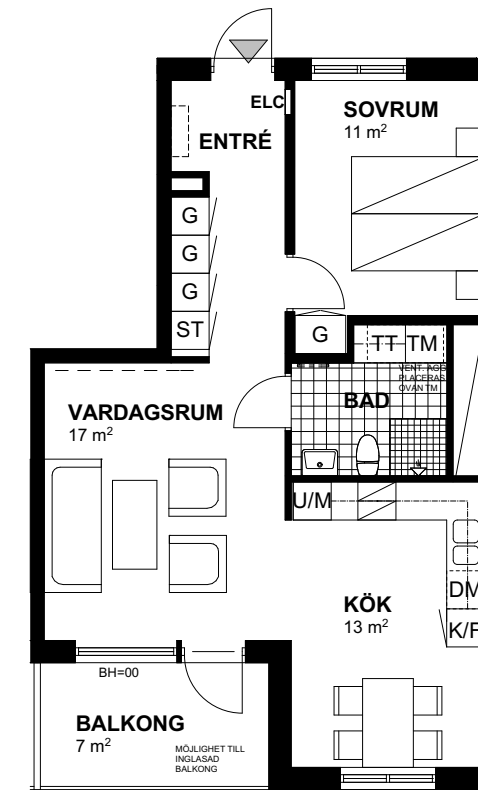 ELC
SOVRUM
11 m²
ENTRÉ
G
G
G
ST
G
TT TM
VENT. AGG
PLACERAS
OVAN TM
BAD
VARDAGSRUM
17 m²
U/M
DM
KÖK
13 m²
K/F
BH=00
BALKONG
7 m²
MÖJLIGHET TILL
INGLASAD
BALKONG